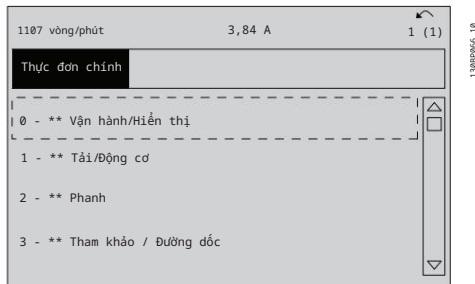 1107 vòng/phút 3,84 A 1 (1)
Thực đơn chính
0 - ** Vận hành/Hiển thị
1 - ** Tải/Động cơ
2 - ** Phanh
3 - ** Tham khảo / Đường dốc
130BP066.10